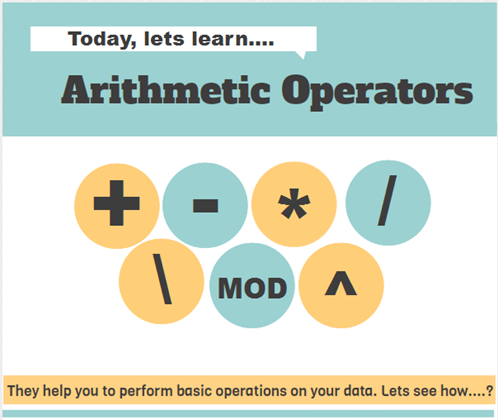 Today, lets learn....
Arithmetic Operators
+ - * /
\ MOD ^
They help you to perform basic operations on your data. Lets see how....?